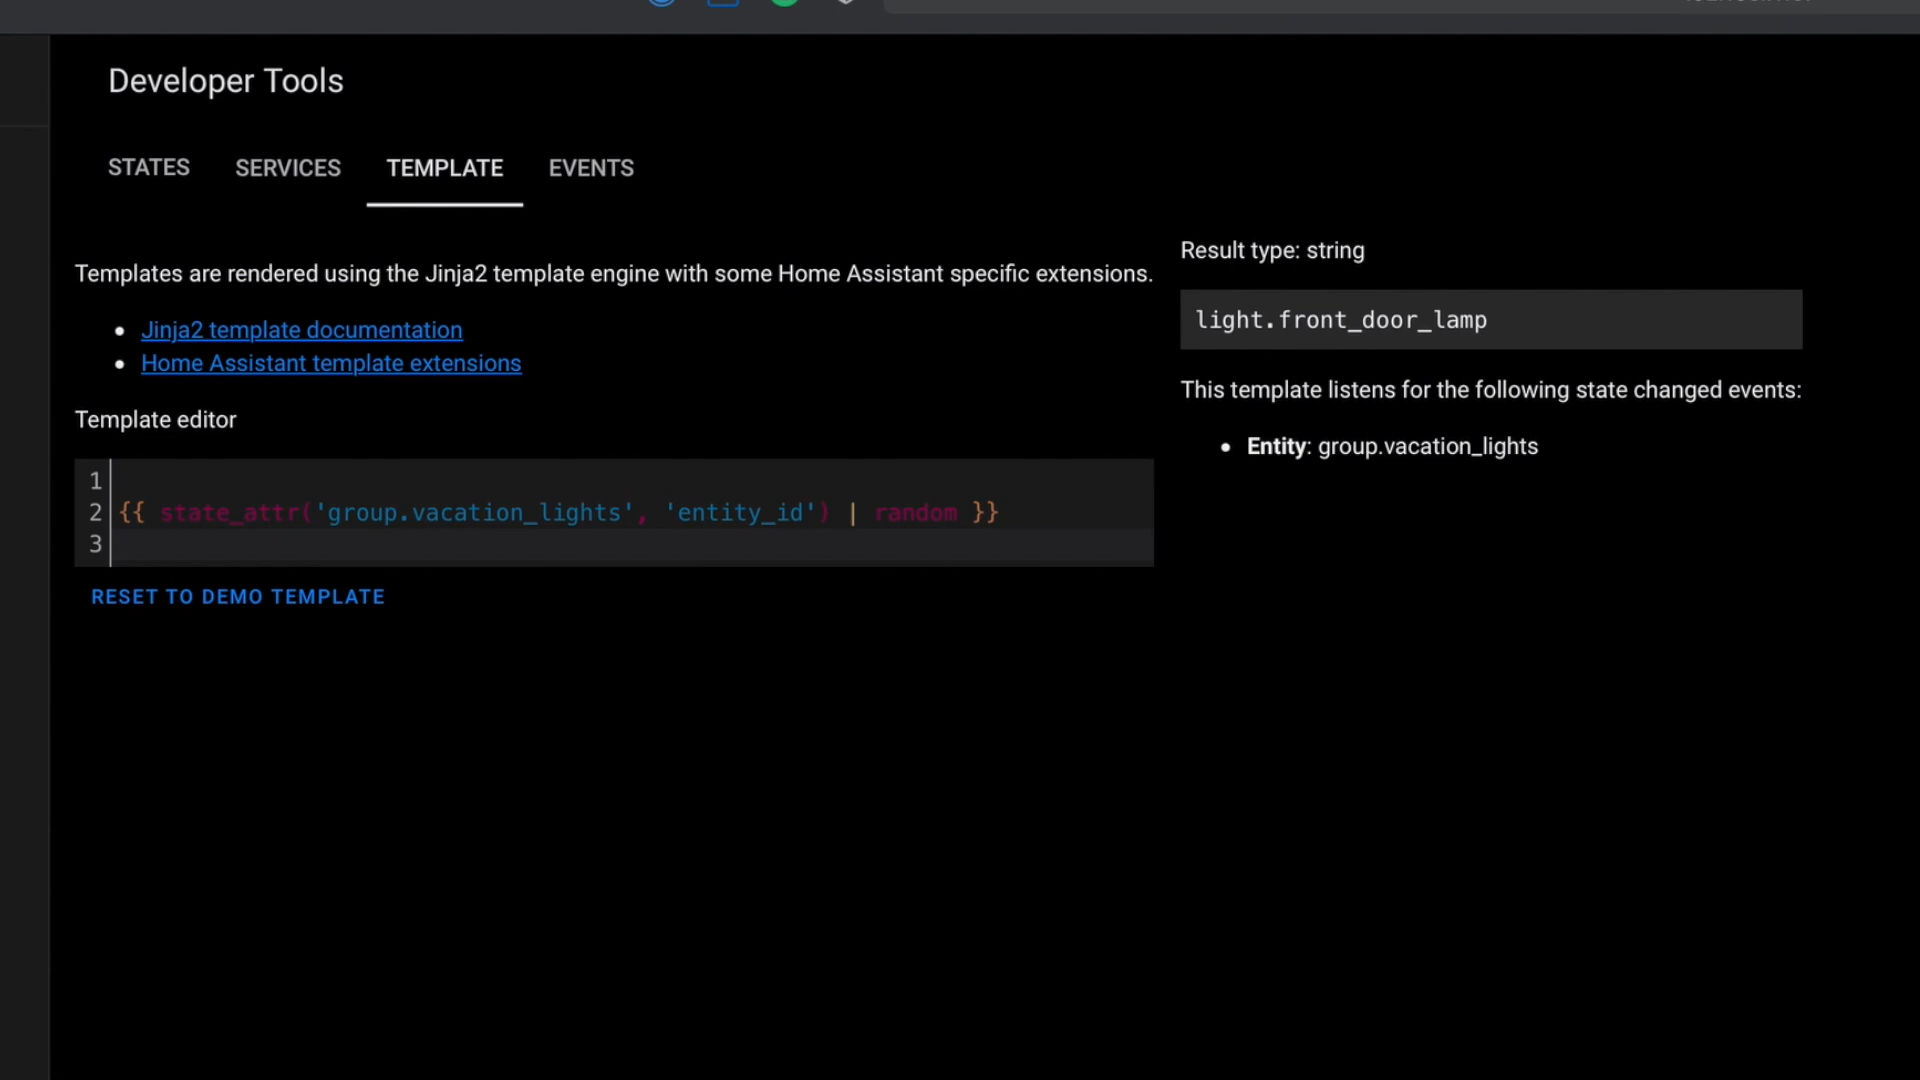 Developer Tools
STATES SERVICES TEMPLATE EVENTS
Templates are rendered using the Jinja2 template engine with some Home Assistant specific extensions.
Jinja2 template documentation
Home Assistant template extensions
Template editor
1
2 {{ state_attr('group.vacation_lights', 'entity_id') | random }}
3
RESET TO DEMO TEMPLATE
Result type: string
light.front_door_lamp
This template listens for the following state changed events:
Entity: group.vacation_lights